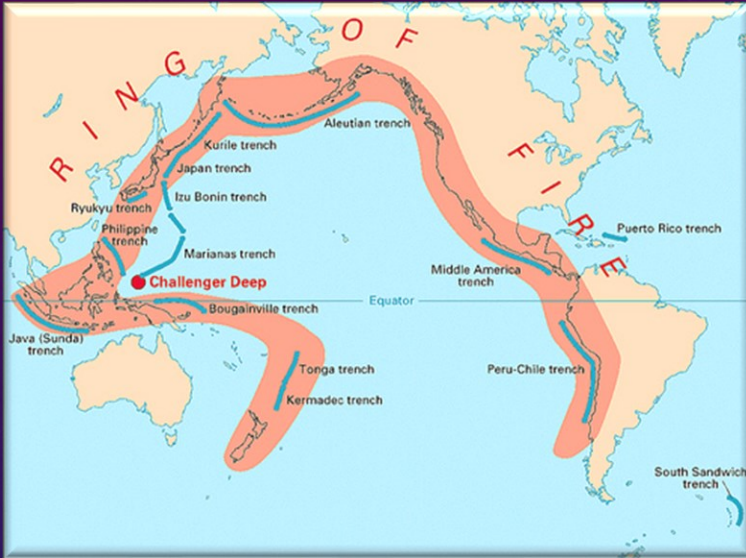 RING OF FIRE
Aleutian trench
Kurile trench
Japan trench
Izu Bonin trench
Ryukyu trench
Philippine
trench
Marianas trench
Challenger Deep
Puerto Rico trench
Middle America
trench
Equator
Bougainville trench
Java (Sunda)
trench
Tonga trench
Kermadec trench
Peru-Chile trench
South Sandwich
trench